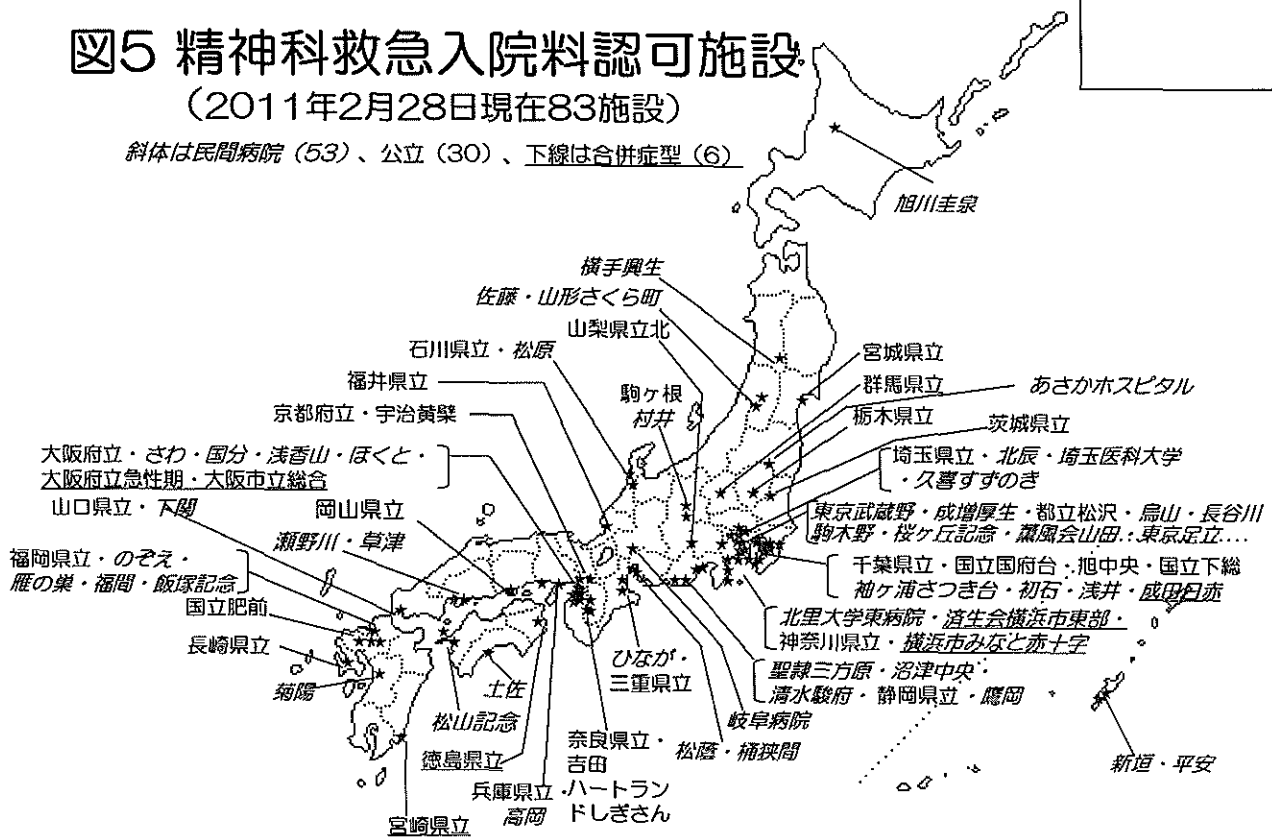 図5 精神科救急入院料認可施設
（2011年2月28日現在83施設）
斜体は民間病院（53）、公立（30）、下線は合併症型（6）
旭川圭泉
横手興生
佐藤・山形さくら町
山梨県立北
石川県立・松原
福井県立
駒ヶ根
村井
京都府立・宇治黄檗
宮城県立
群馬県立
あさかホスピタル
栃木県立
茨城県立
大阪府立・さわ・国分・浅香山・ほくと・
大阪府立急性期・大阪市立総合
埼玉県立・北辰・埼玉医科大学
・久喜すずのき
山口県立・下関
岡山県立
瀬野川・草津
東京武蔵野・成増厚生・都立松沢・烏山・長谷川
駒木野・桜ヶ丘記念・薫風会山田・東京足立
福岡県立・のぞえ・
雁の巣・福間・飯塚記念
千葉県立・国立国府台・旭中央・国立下総
袖ヶ浦さつき台・初石・浅井・成田日赤
国立肥前
長崎県立
北里大学東病院・済生会横浜市東部・
神奈川県立・横浜市みなと赤十字
菊陽
土佐
松山記念
ひなが・
三重県立
聖隷三方原・沼津中央・
清水駿府・静岡県立・鷹岡
岐阜病院
松蔭・桶狭間
徳島県立
奈良県立・
吉田
・ハートラン
ドしぎさん
兵庫県立
高岡
宮崎県立
新垣・平安